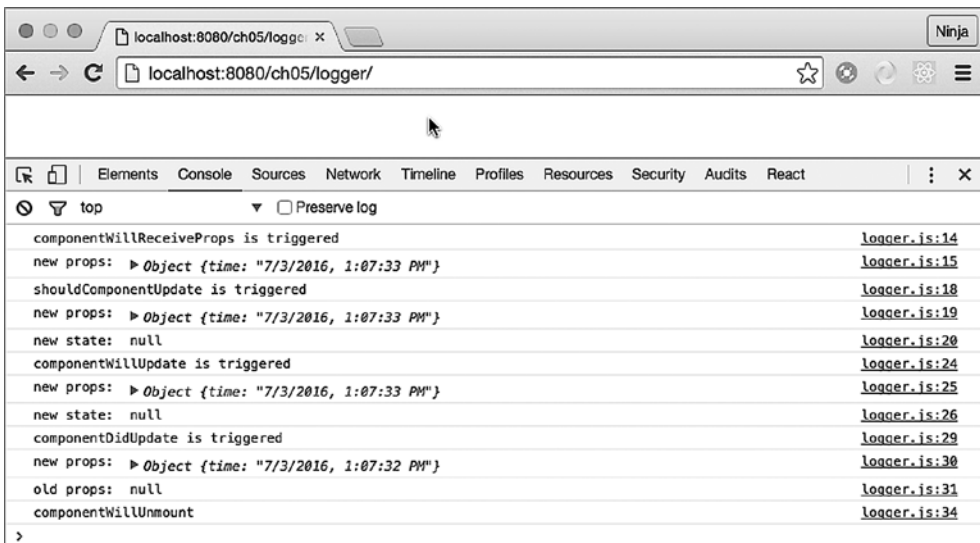 localhost:8080/ch05/logge
Ninja
localhost:8080/ch05/logger/
Elements Console Sources Network Timeline Profiles Resources Security Audits React
top Preserve log
componentWillReceiveProps is triggered logger.js:14
new props: Object {time: "7/3/2016, 1:07:33 PM"} logger.js:15
shouldComponentUpdate is triggered logger.js:18
new props: Object {time: "7/3/2016, 1:07:33 PM"} logger.js:19
new state: null logger.js:20
componentWillUpdate is triggered logger.js:24
new props: Object {time: "7/3/2016, 1:07:33 PM"} logger.js:25
new state: null logger.js:26
componentDidUpdate is triggered logger.js:29
new props: Object {time: "7/3/2016, 1:07:32 PM"} logger.js:30
old props: null logger.js:31
componentWillUnmount logger.js:34
>